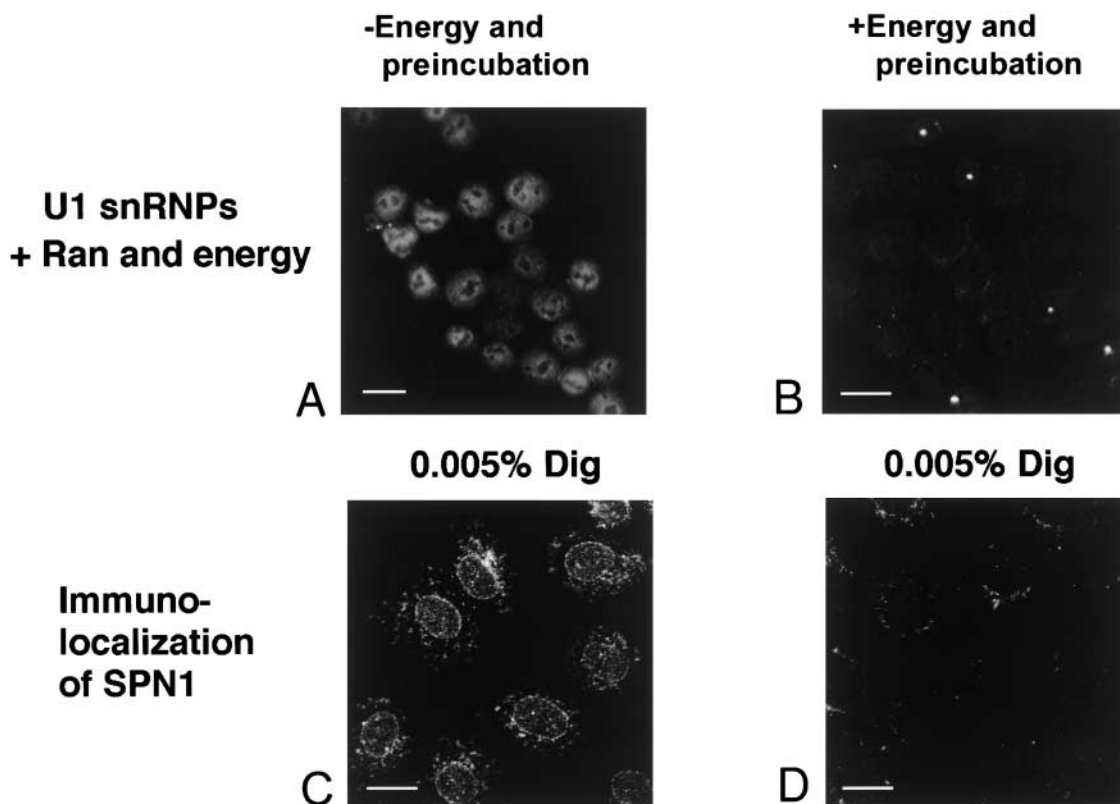 -Energy and
preincubation
+Energy and
preincubation
U1 snRNPs
+ Ran and energy
A
B
0.005% Dig
0.005% Dig
Immuno-
localization
of SPN1
C
D